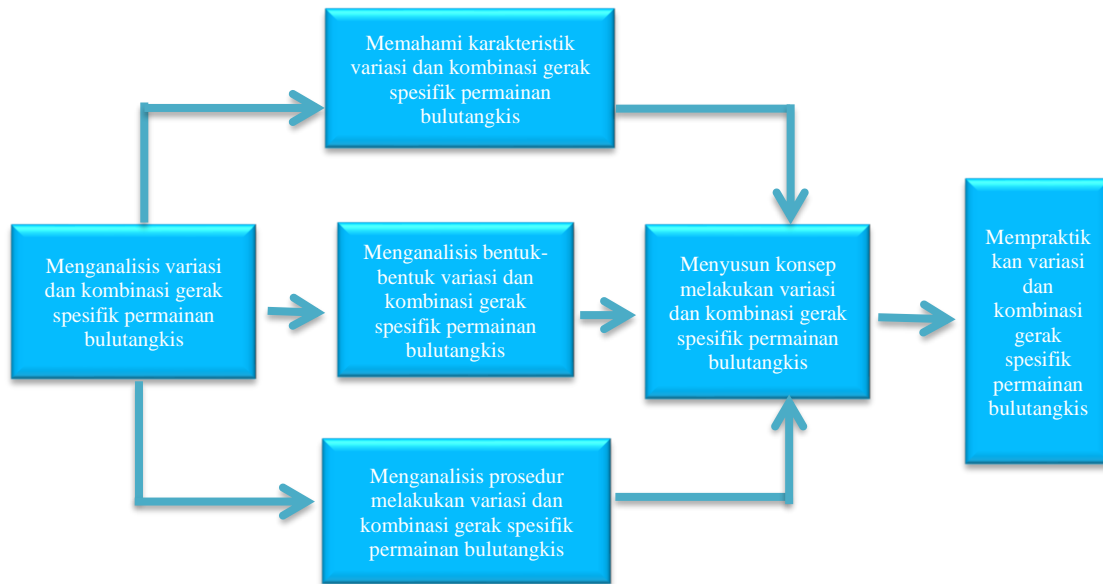 Memahami karakteristik
variasi dan kombinasi gerak
spesifik permainan
bulutangkis
Menganalisis variasi
dan kombinasi gerak
spesifik permainan
bulutangkis
Menganalisis bentuk-
bentuk variasi dan
kombinasi gerak
spesifik permainan
bulutangkis
Menyusun konsep
melakukan variasi
dan kombinasi gerak
spesifik permainan
bulutangkis
Mempraktik
kan variasi
dan
kombinasi
gerak
spesifik
permainan
bulutangkis
Menganalisis prosedur
melakukan variasi dan
kombinasi gerak spesifik
permainan bulutangkis